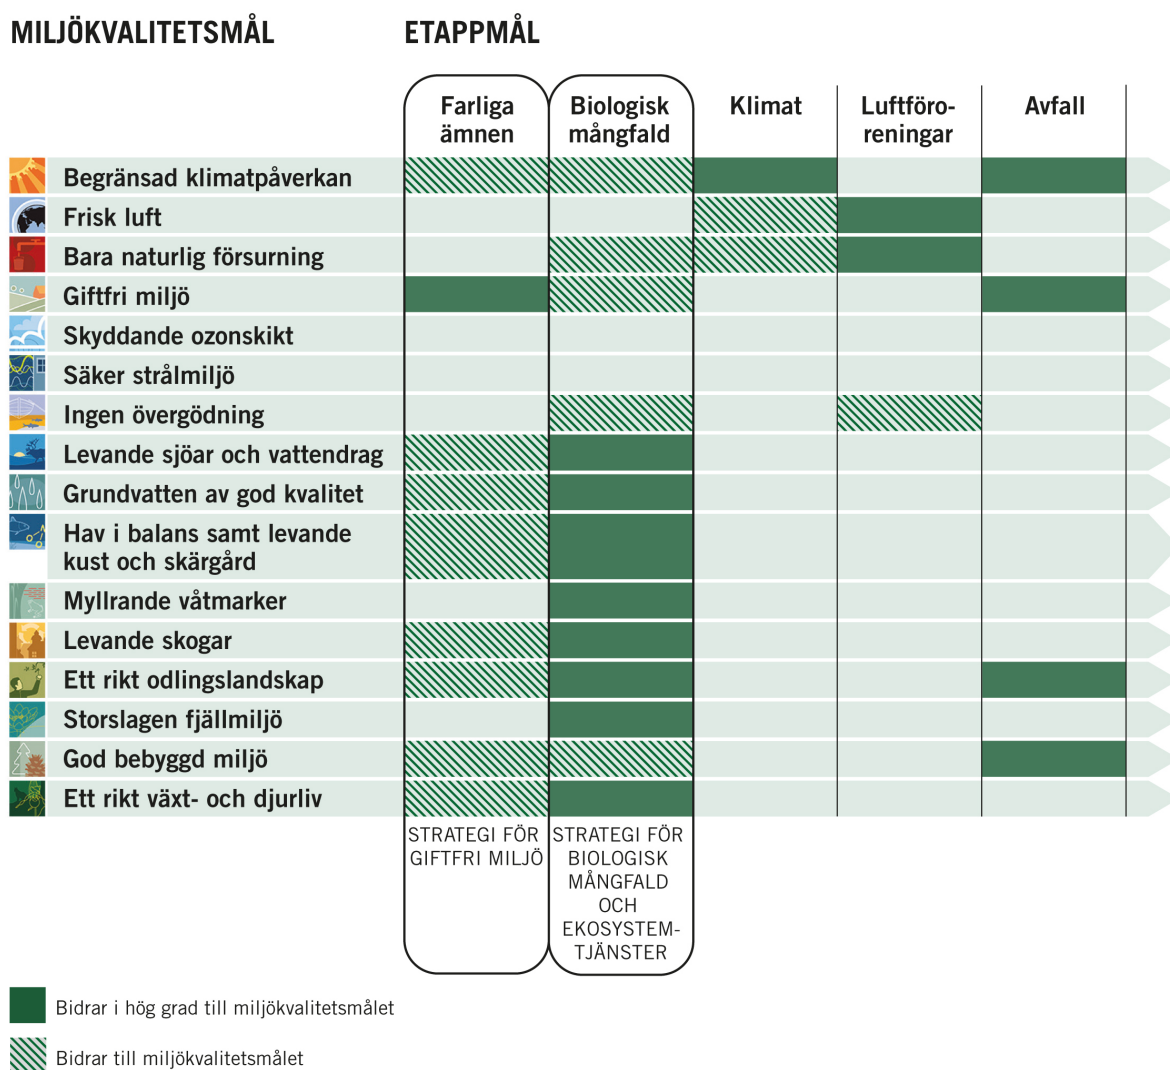 MILJÖKVALITETSMÅL
ETAPPMÅL
Farliga
ämnen
Biologisk
mångfald
Klimat
Luftföro-
reningar
Avfall
Begränsad klimatpåverkan
Frisk luft
Bara naturlig försurning
Giftfri miljö
Skyddande ozonskikt
Säker strålmiljö
Ingen övergödning
Levande sjöar och vattendrag
Grundvatten av god kvalitet
Hav i balans samt levande
kust och skärgård
Myllrande våtmarker
Levande skogar
Ett rikt odlingslandskap
Storslagen fjällmiljö
God bebyggd miljö
Ett rikt växt- och djurliv
STRATEGI FÖR
GIFTFRI MILJÖ
STRATEGI FÖR
BIOLOGISK
MÅNGFALD
OCH
EKOSYSTEM-
TJÄNSTER
Bidrar i hög grad till miljökvalitetsmålet
Bidrar till miljökvalitetsmålet